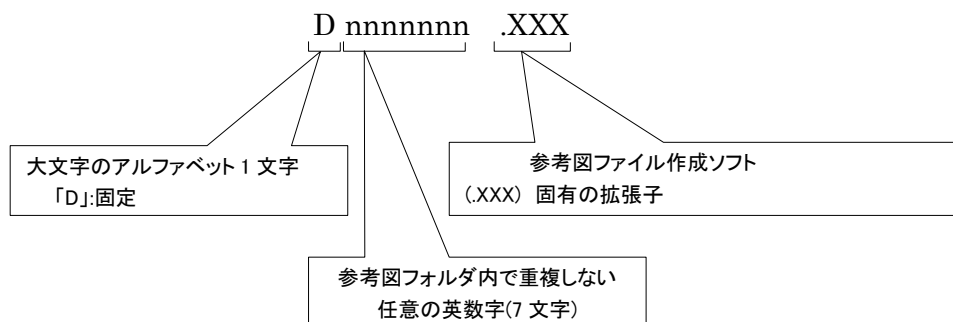 D nnnnnnn .XXX
大文字のアルファベット 1 文字
「D」:固定
参考図ファイル作成ソフト
(.XXX) 固有の拡張子
参考図フォルダ内で重複しない
任意の英数字(7 文字)